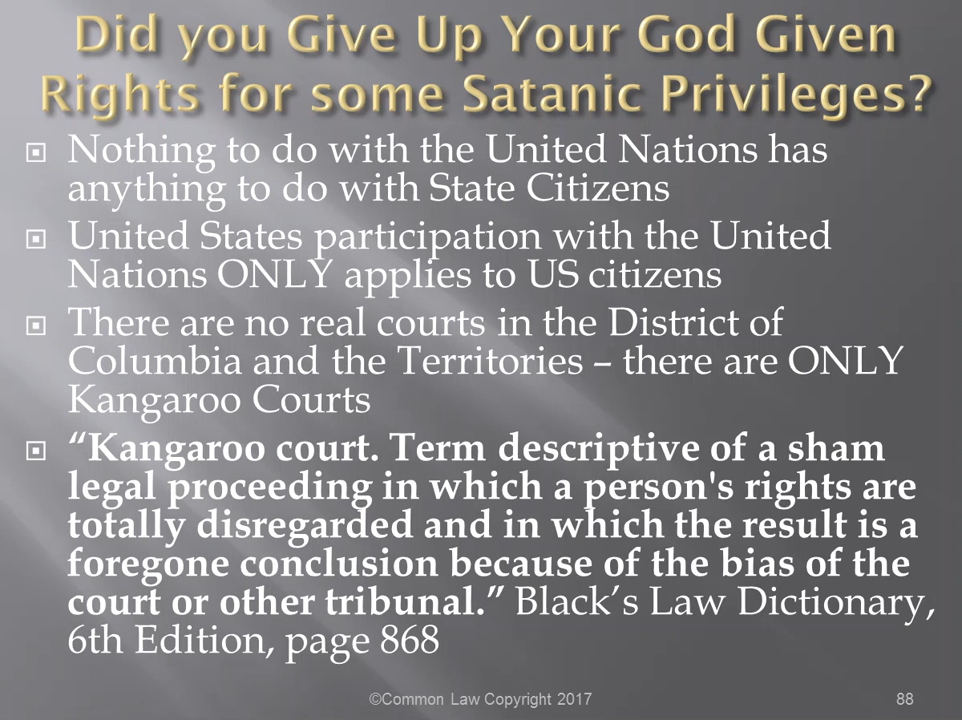 Did you Give Up Your God Given
Rights for some Satanic Privileges?
Nothing to do with the United Nations has
anything to do with State Citizens
United States participation with the United
Nations ONLY applies to US citizens
There are no real courts in the District of
Columbia and the Territories – there are ONLY
Kangaroo Courts
“Kangaroo court. Term descriptive of a sham
legal proceeding in which a person's rights are
totally disregarded and in which the result is a
foregone conclusion because of the bias of the
court or other tribunal.” Black’s Law Dictionary,
6th Edition, page 868
©Common Law Copyright 2017
88